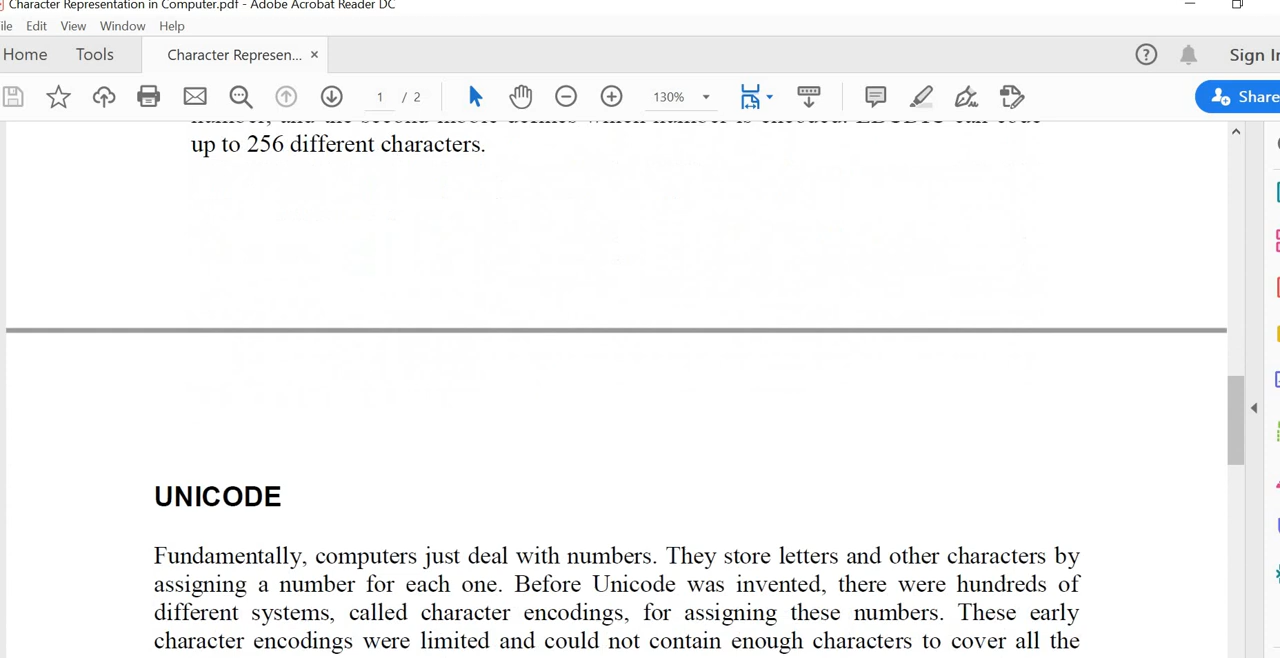 Character Representation in Computer.pdf - Adobe Acrobat Reader DC
ile Edit View Window Help
Home Tools Character Represen... × Sign In
1 / 2 130% Share
up to 256 different characters.
UNICODE
Fundamentally, computers just deal with numbers. They store letters and other characters by
assigning a number for each one. Before Unicode was invented, there were hundreds of
different systems, called character encodings, for assigning these numbers. These early
character encodings were limited and could not contain enough characters to cover all the